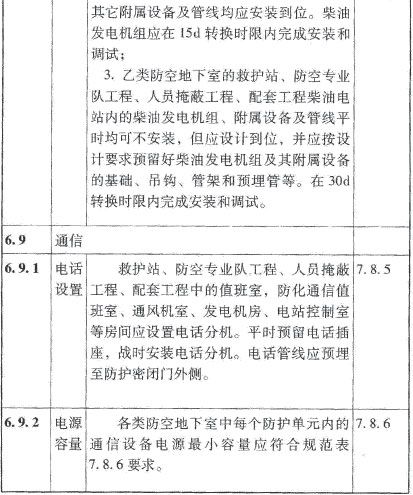 其它附属设备及管线均应安装到位。柴油
发电机组应在 15d 转换时限内完成安装和
调试；
3. 乙类防空地下室的救护站、防空专业
队工程、人员掩蔽工程、配套工程柴油电
站内的柴油发电机组、附属设备及管线平
时均可不安装，但应设计到位，并应按设
计要求预留好柴油发电机组及其附属设备
的基础、吊钩、管架和预埋管等。在 30d
转换时限内完成安装和调试。
6.9 通信
6.9.1 电话 救护站、防空专业队工程、人员掩蔽 7.8.5
设置 工程、配套工程中的值班室，防化通信值
班室、通风机室、发电机房、电站控制室
等房间应设置电话分机。平时预留电话插
座，战时安装电话分机。电话管线应预埋
至防护密闭门外侧。
6.9.2 电源 各类防空地下室中每个防护单元内的 7.8.6
容量 通信设备电源最小容量应符合规范表
7.8.6 要求。